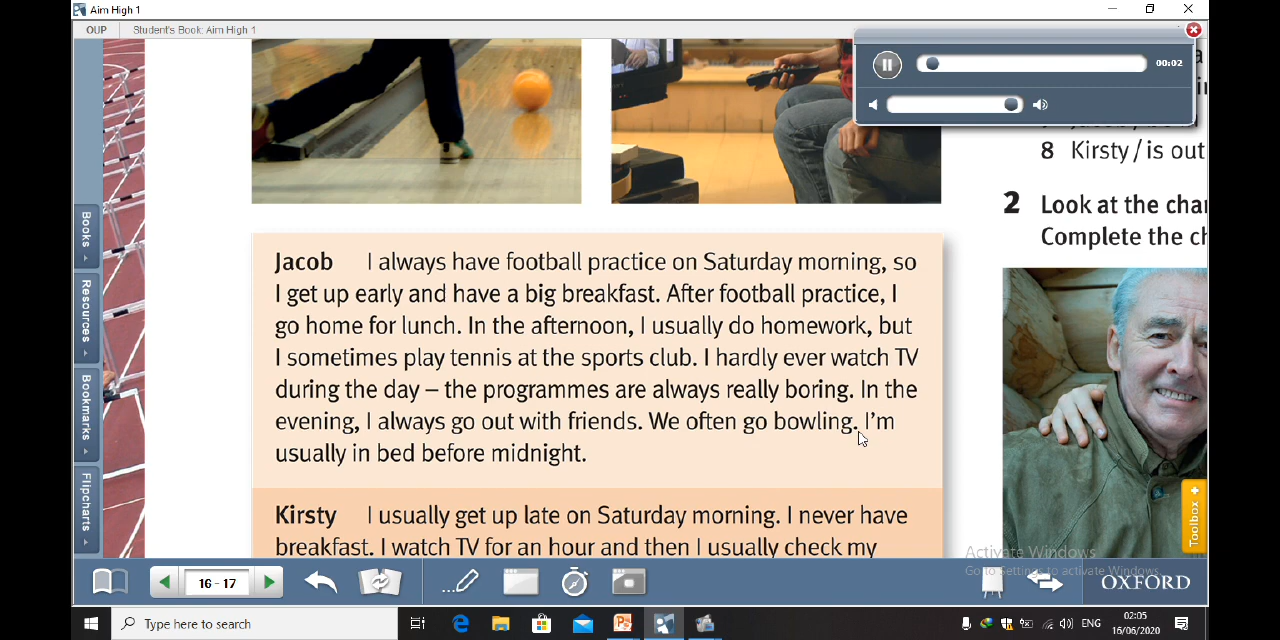 Aim High 1
OUP
Student's Book: Aim High 1
00:02
8 Kirsty / is out
2 Look at the
Complete the
Books
Resources
Bookmarks
Flipcharts
Jacob I always have football practice on Saturday morning, so
I get up early and have a big breakfast. After football practice, I
go home for lunch. In the afternoon, I usually do homework, but
I sometimes play tennis at the sports club. I hardly ever watch TV
during the day – the programmes are always really boring. In the
evening, I always go out with friends. We often go bowling. I'm
usually in bed before midnight.
Kirsty I usually get up late on Saturday morning. I never have
breakfast. I watch TV for an hour and then I usually check my
Toolbox +
Activate Windows
Go to Settings to activate Windows.
16 - 17
OXFORD
Type here to search
ENG
02:05
16/06/2020